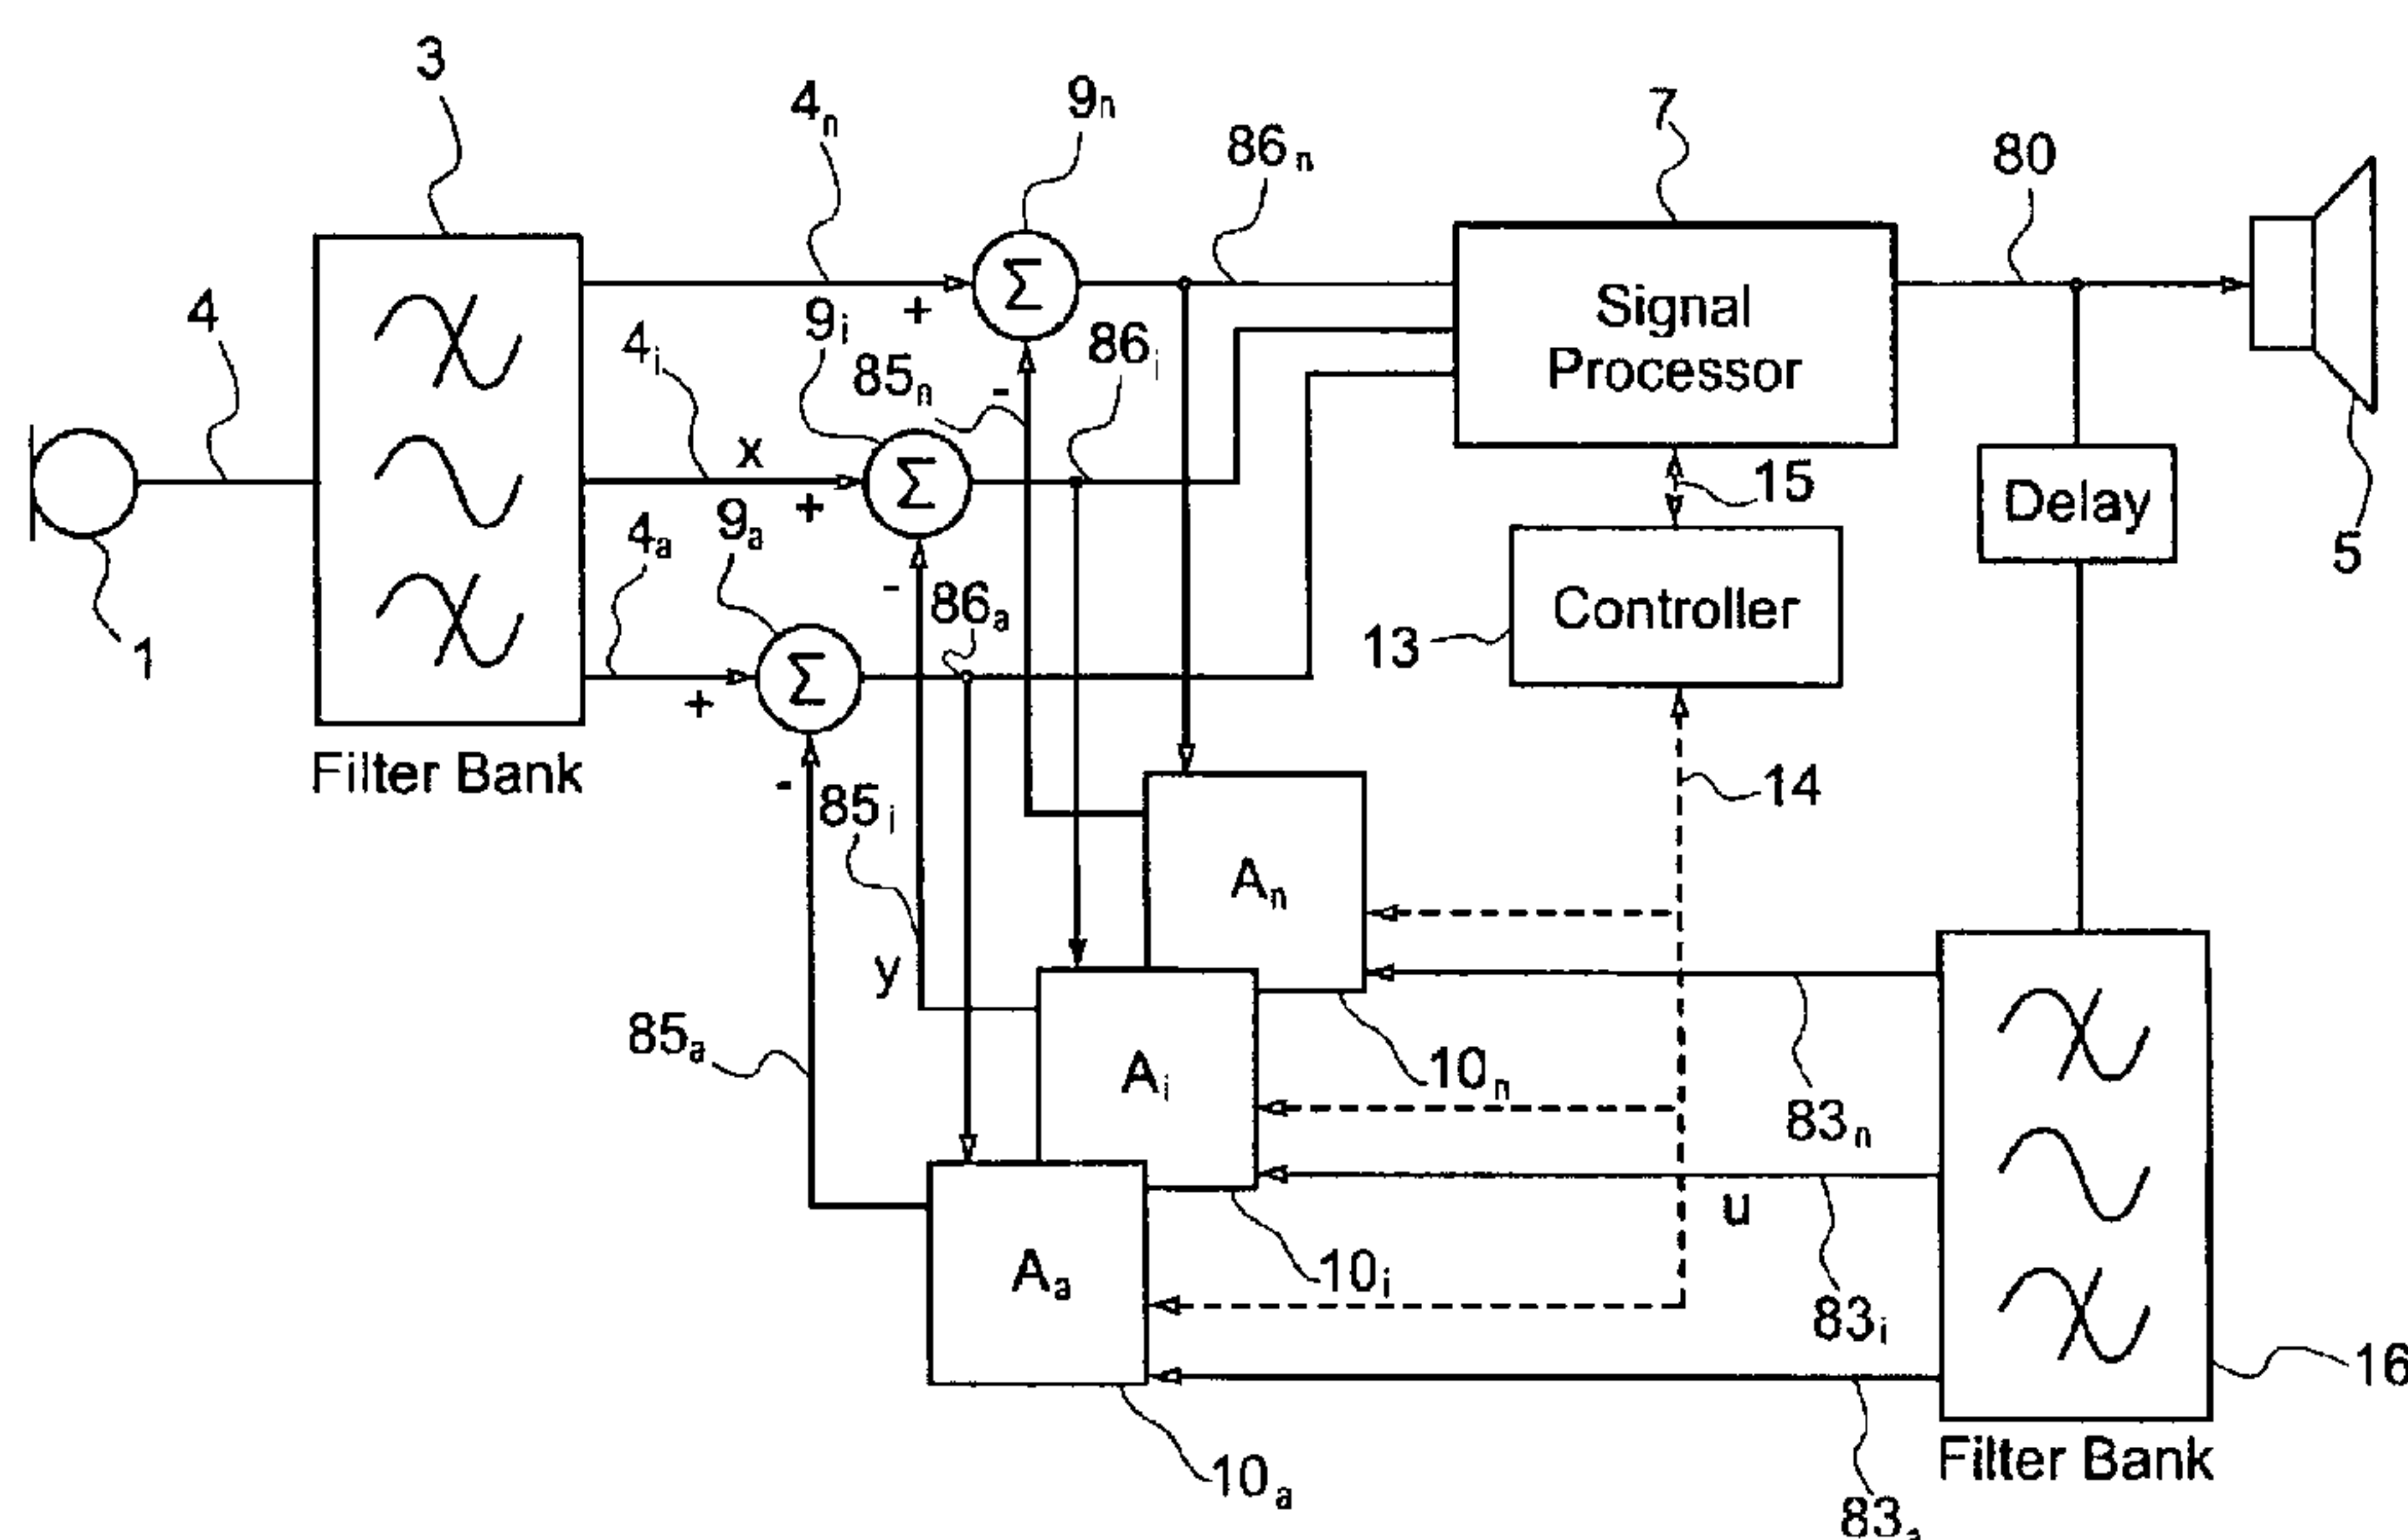 3
4n
9n
86n
7
80
4
4i
9i
+
Σ
85n
-
86i
Signal
Processor
x
+
Σ
15
Delay
5
4a
9a
-
86a
Controller
13
1
+
Σ
Filter Bank
-
85i
14
An
y
85a
Ai
10n
83n
u
Aa
10i
83i
16
10a
Filter Bank
83